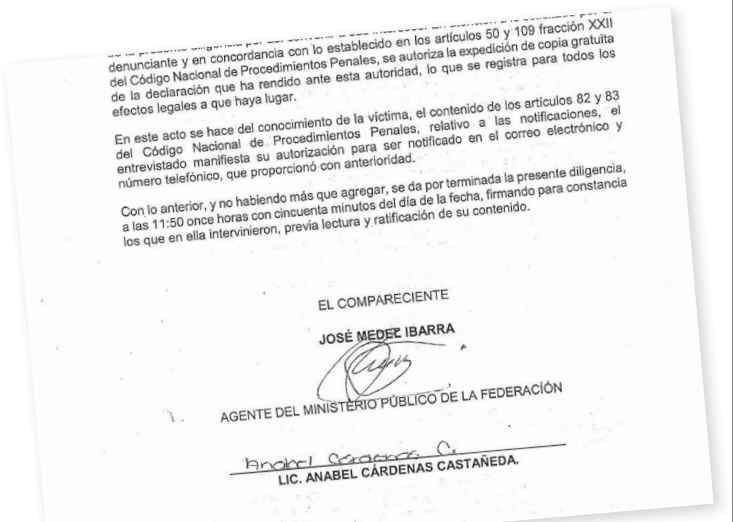 denunciante y en concordancia con lo establecido en los artículos 50 y 109 fracción XXII
del Código Nacional de Procedimientos Penales, se autoriza la expedición de copia gratuita
de la declaración que ha rendido ante esta autoridad, lo que se registra para todos los
efectos legales a que haya lugar.
En este acto se hace del conocimiento de la víctima, el contenido de los artículos 82 y 83
del Código Nacional de Procedimientos Penales, relativo a las notificaciones, el
entrevistado manifiesta su autorización para ser notificado en el correo electrónico y
número telefónico, que proporcionó con anterioridad.
Con lo anterior, y no habiendo más que agregar, se da por terminada la presente diligencia,
a las 11:50 once horas con cincuenta minutos del día de la fecha, firmando para constancia
los que en ella intervinieron, previa lectura y ratificación de su contenido.
EL COMPARECIENTE
JOSÉ MEDEL IBARRA
AGENTE DEL MINISTERIO PÚBLICO DE LA FEDERACIÓN
Anabel Cárdenas C.
LIC. ANABEL CÁRDENAS CASTAÑEDA.